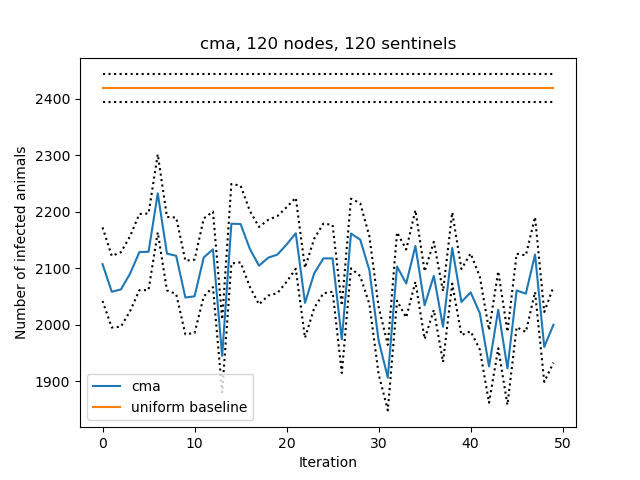 cma, 120 nodes, 120 sentinels
Number of infected animals
2400
2300
2200
2100
2000
1900
cma
uniform baseline
0 10 20 30 40 50
Iteration